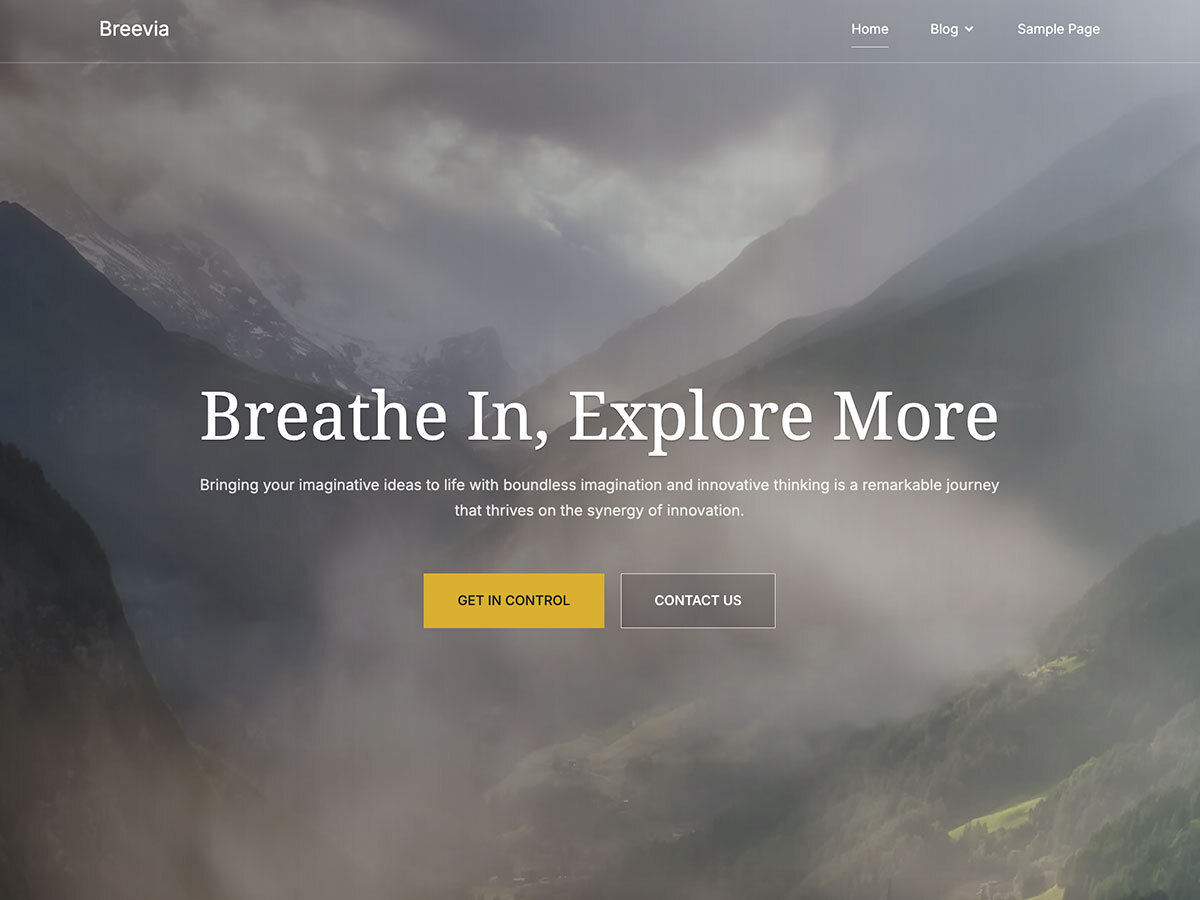 Breevia
Home
Blog
Sample Page
Breathe In, Explore More
Bringing your imaginative ideas to life with boundless imagination and innovative thinking is a remarkable journey
that thrives on the synergy of innovation.
GET IN CONTROL
CONTACT US